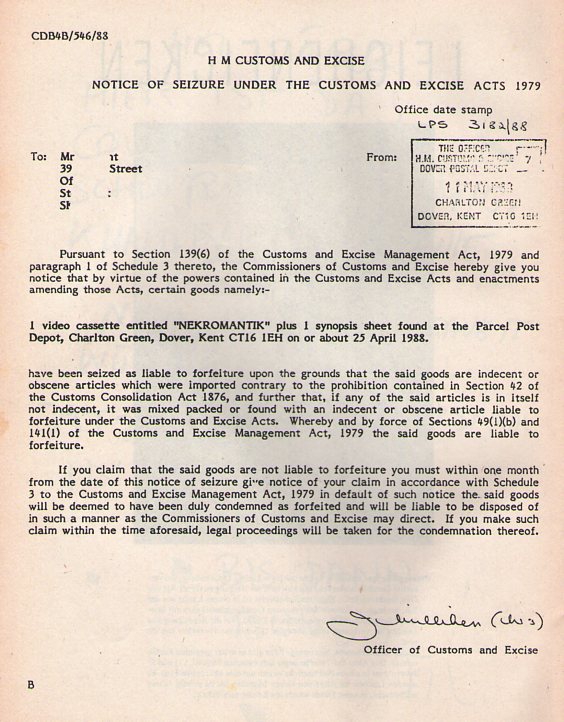 CDB4B/546/88
H M CUSTOMS AND EXCISE
NOTICE OF SEIZURE UNDER THE CUSTOMS AND EXCISE ACTS 1979
Office date stamp
LPS 3182/88
To: Mr
39 Street
Of
St :
From:
THE OFFICER
H.M. CUSTOMS & EXCISE
DOVER POSTAL DEPOT
11 MAY 1988
CHARLTON GREEN
DOVER, KENT CT16 1EH
Pursuant to Section 139(6) of the Customs and Excise Management Act, 1979 and
paragraph 1 of Schedule 3 thereto, the Commissioners of Customs and Excise hereby give you
notice that by virtue of the powers contained in the Customs and Excise Acts and enactments
amending those Acts, certain goods namely:-
1 video cassette entitled "NEKROMANTIK" plus 1 synopsis sheet found at the Parcel Post
Depot, Charlton Green, Dover, Kent CT16 1EH on or about 25 April 1988.
have been seized as liable to forfeiture upon the grounds that the said goods are indecent or
obscene articles which were imported contrary to the prohibition contained in Section 42 of
the Customs Consolidation Act 1876, and further that, if any of the said articles is in itself
not indecent, it was mixed packed or found with an indecent or obscene article liable to
forfeiture under the Customs and Excise Acts. Whereby and by force of Sections 49(1)(b) and
141(1) of the Customs and Excise Management Act, 1979 the said goods are liable to
forfeiture.
If you claim that the said goods are not liable to forfeiture you must within one month
from the date of this notice of seizure give notice of your claim in accordance with Schedule
3 to the Customs and Excise Management Act, 1979 in default of such notice the said goods
will be deemed to have been duly condemned as forfeited and will be liable to be disposed of
in such a manner as the Commissioners of Customs and Excise may direct. If you make such
claim within the time aforesaid, legal proceedings will be taken for the condemnation thereof.
Officer of Customs and Excise
B